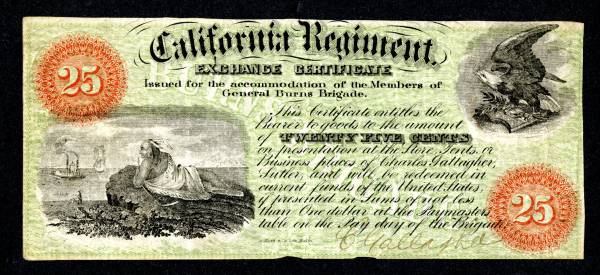 California Regiment.
EXCHANGE CERTIFICATE
Issued for the accommodation of the Members of
General Burns Brigade.
25
This Certificate entitles the
Bearer to goods to the amount
of TWENTY FIVE CENTS
on presentation at the Store, Tents, or
Business places of Charles Gallagher,
Sutler, and will be redeemed in
current funds of the United States,
if presented in Sums of not less
than One dollar at the Paymasters
table on the Pay day of the Brigade.
25
C Gallagher